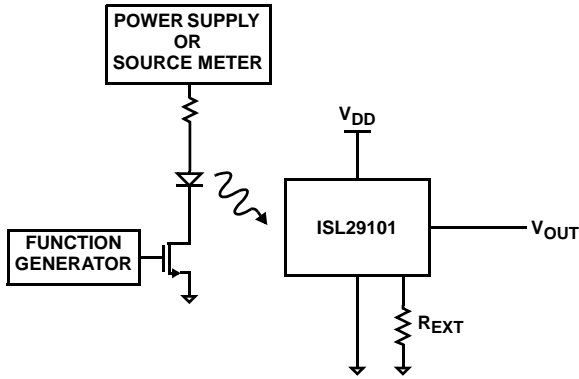 POWER SUPPLY
OR
SOURCE METER
VDD
ISL29101
VOUT
FUNCTION
GENERATOR
REXT